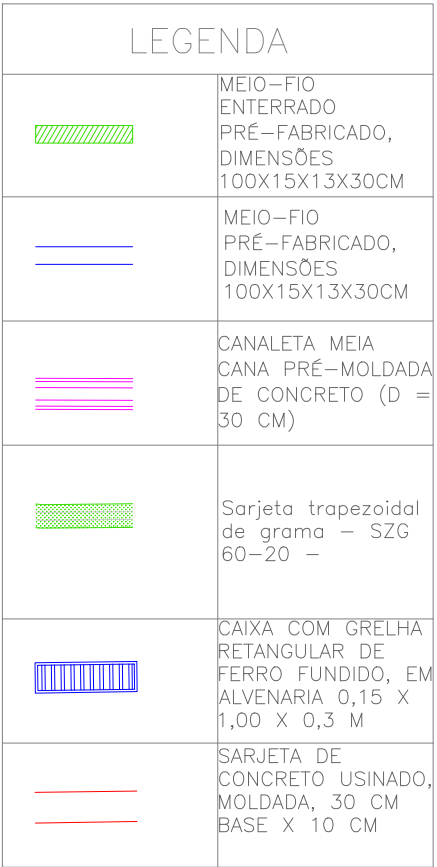 LEGENDA
MEIO-FIO
ENTERRADO
PRÉ-FABRICADO,
DIMENSÕES
100X15X13X30CM
MEIO-FIO
PRÉ-FABRICADO,
DIMENSÕES
100X15X13X30CM
CANALETA MEIA
CANA PRÉ-MOLDADA
DE CONCRETO (D =
30 CM)
Sarjeta trapezoidal
de grama - SZG
60-20 -
CAIXA COM GRELHA
RETANGULAR DE
FERRO FUNDIDO, EM
ALVENARIA 0,15 X
1,00 X 0,3 M
SARJETA DE
CONCRETO USINADO,
MOLDADA, 30 CM
BASE X 10 CM